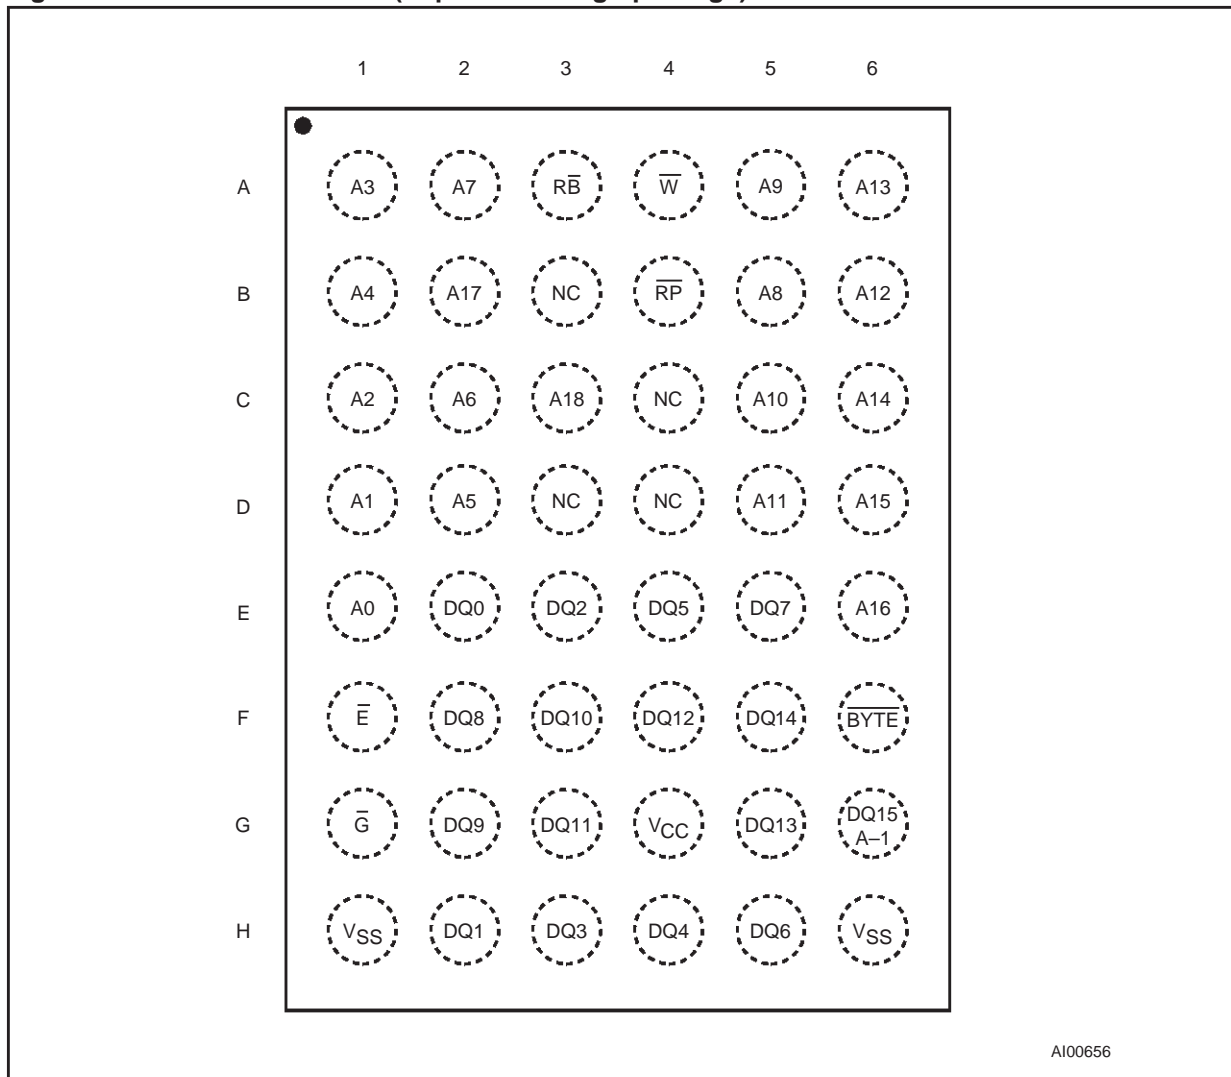 1 2 3 4 5 6
A A3 A7 RB̅ W̅ A9 A13
B A4 A17 NC R̅P̅ A8 A12
C A2 A6 A18 NC A10 A14
D A1 A5 NC NC A11 A15
E A0 DQ0 DQ2 DQ5 DQ7 A16
F E̅ DQ8 DQ10 DQ12 DQ14 B̅Y̅T̅E̅
G G̅ DQ9 DQ11 VCC DQ13 DQ15
A–1
H VSS DQ1 DQ3 DQ4 DQ6 VSS
AI00656